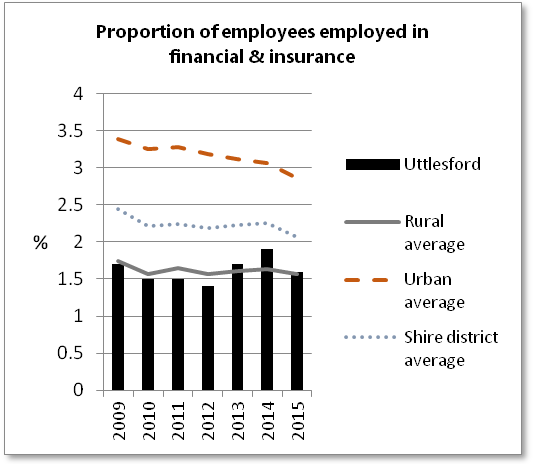 Proportion of employees employed in
financial & insurance
4
3.5
3
2.5
2
1.5
1
0.5
0
%
2009
2010
2011
2012
2013
2014
2015
Uttlesford
Rural
average
Urban
average
Shire district
average